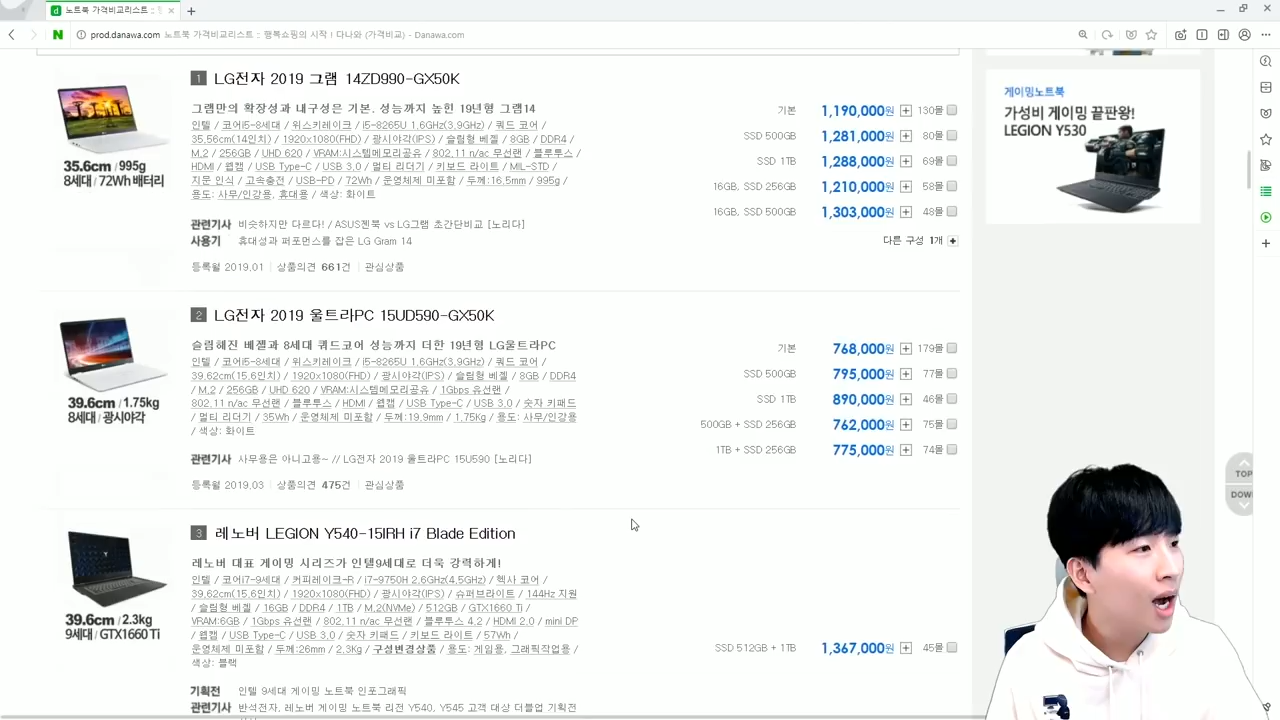 노트북 가격비교리스트 ::
prod.danawa.com 노트북 가격비교리스트 :: 행복쇼핑의 시작 ! 다나와 (가격비교) - Danawa.com
1 LG전자 2019 그램 14ZD990-GX50K
그램만의 확장성과 내구성은 기본, 성능까지 높힌 19년형 그램14
인텔 / 코어i5-8세대 / 위스키레이크 / i5-8265U 1.6GHz(3.9GHz) / 쿼드 코어 /
35.56cm(14인치) / 1920x1080(FHD) / 광시야각(IPS) / 슬림형 베젤 / 8GB / DDR4 /
M.2 / 256GB / UHD 620 / VRAM:시스템메모리공유 / 802.11 n/ac 무선랜 / 블루투스 /
HDMI / 웹캠 / USB Type-C / USB 3.0 / 멀티 리더기 / 키보드 라이트 / MIL-STD /
지문 인식 / 고속충전 / USB-PD / 72Wh / 운영체제 미포함 / 두께:16.5mm / 995g /
용도: 사무/인강용, 휴대용 / 색상: 화이트
35.6cm / 995g
8세대 / 72Wh 배터리
관련기사 비슷하지만 다르다! / ASUS젠북 vs LG그램 초간단비교 [노리다]
사용기 휴대성과 퍼포먼스를 잡은 LG Gram 14
등록월 2019.01 | 상품의견 661건 | 관심상품
기본 1,190,000원 130몰
SSD 500GB 1,281,000원 80몰
SSD 1TB 1,288,000원 69몰
16GB, SSD 256GB 1,210,000원 58몰
16GB, SSD 500GB 1,303,000원 48몰
다른 구성 1개
2 LG전자 2019 울트라PC 15UD590-GX50K
슬림해진 베젤과 8세대 쿼드코어 성능까지 더한 19년형 LG울트라PC
인텔 / 코어i5-8세대 / 위스키레이크 / i5-8265U 1.6GHz(3.9GHz) / 쿼드 코어 /
39.62cm(15.6인치) / 1920x1080(FHD) / 광시야각(IPS) / 슬림형 베젤 / 8GB / DDR4
/ M.2 / 256GB / UHD 620 / VRAM:시스템메모리공유 / 1Gbps 유선랜 /
802.11 n/ac 무선랜 / 블루투스 / HDMI / 웹캠 / USB Type-C / USB 3.0 / 숫자 키패드
/ 멀티 리더기 / 35Wh / 운영체제 미포함 / 두께:19.9mm / 1.75Kg / 용도: 사무/인강용
/ 색상: 화이트
39.6cm / 1.75kg
8세대 / 광시야각
관련기사 사무용은 아니고용~ // LG전자 2019 울트라PC 15U590 [노리다]
등록월 2019.03 | 상품의견 475건 | 관심상품
기본 768,000원 179몰
SSD 500GB 795,000원 77몰
SSD 1TB 890,000원 46몰
500GB + SSD 256GB 762,000원 75몰
1TB + SSD 256GB 775,000원 74몰
3 레노버 LEGION Y540-15IRH i7 Blade Edition
레노버 대표 게이밍 시리즈가 인텔9세대로 더욱 강력하게!
인텔 / 코어i7-9세대 / 커피레이크-R / i7-9750H 2.6GHz(4.5GHz) / 헥사 코어 /
39.62cm(15.6인치) / 1920x1080(FHD) / 광시야각(IPS) / 슈퍼브라이트 / 144Hz 지원
/ 슬림형 베젤 / 16GB / DDR4 / 1TB / M.2(NVMe) / 512GB / GTX1660 Ti /
VRAM:6GB / 1Gbps 유선랜 / 802.11 n/ac 무선랜 / 블루투스 4.2 / HDMI 2.0 / mini DP
/ 웹캠 / USB Type-C / USB 3.0 / 숫자 키패드 / 키보드 라이트 / 57Wh /
운영체제 미포함 / 두께:26mm / 2.3Kg / 구성변경상품 / 용도: 게임용, 그래픽작업용 /
색상: 블랙
39.6cm / 2.3kg
9세대 / GTX1660 Ti
SSD 512GB + 1TB 1,367,000원 45몰
기획전 인텔 9세대 게이밍 노트북 인포그래픽
관련기사 반석전자, 레노버 게이밍 노트북 리전 Y540, Y545 고객 대상 더블업 기획전
게이밍노트북
가성비 게이밍 끝판왕!
LEGION Y530
TOP
DOWN